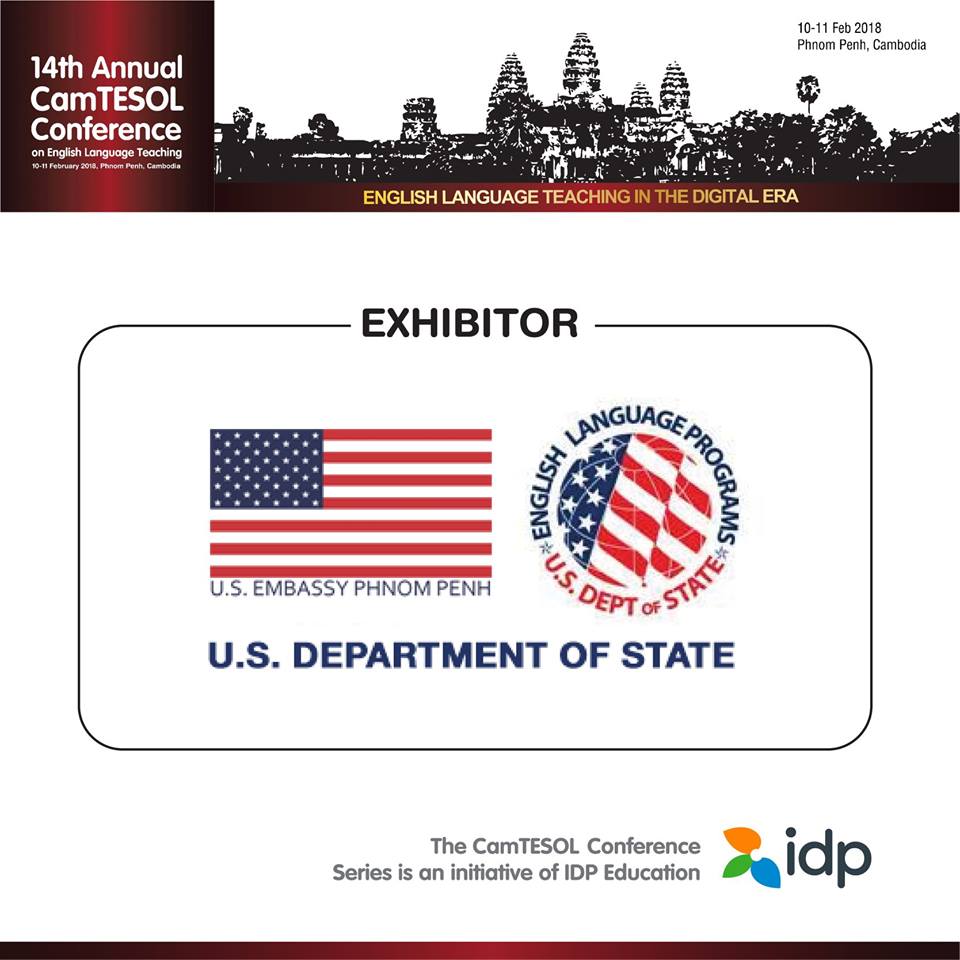 14th Annual
CamTESOL
Conference
on English Language Teaching
10-11 February 2018, Phnom Penh, Cambodia
10-11 Feb 2018
Phnom Penh, Cambodia
ENGLISH LANGUAGE TEACHING IN THE DIGITAL ERA
EXHIBITOR
U.S. EMBASSY PHNOM PENH
ENGLISH LANGUAGE PROGRAMS
U.S. DEPT OF STATE
U.S. DEPARTMENT OF STATE
The CamTESOL Conference
Series is an initiative of IDP Education
idp